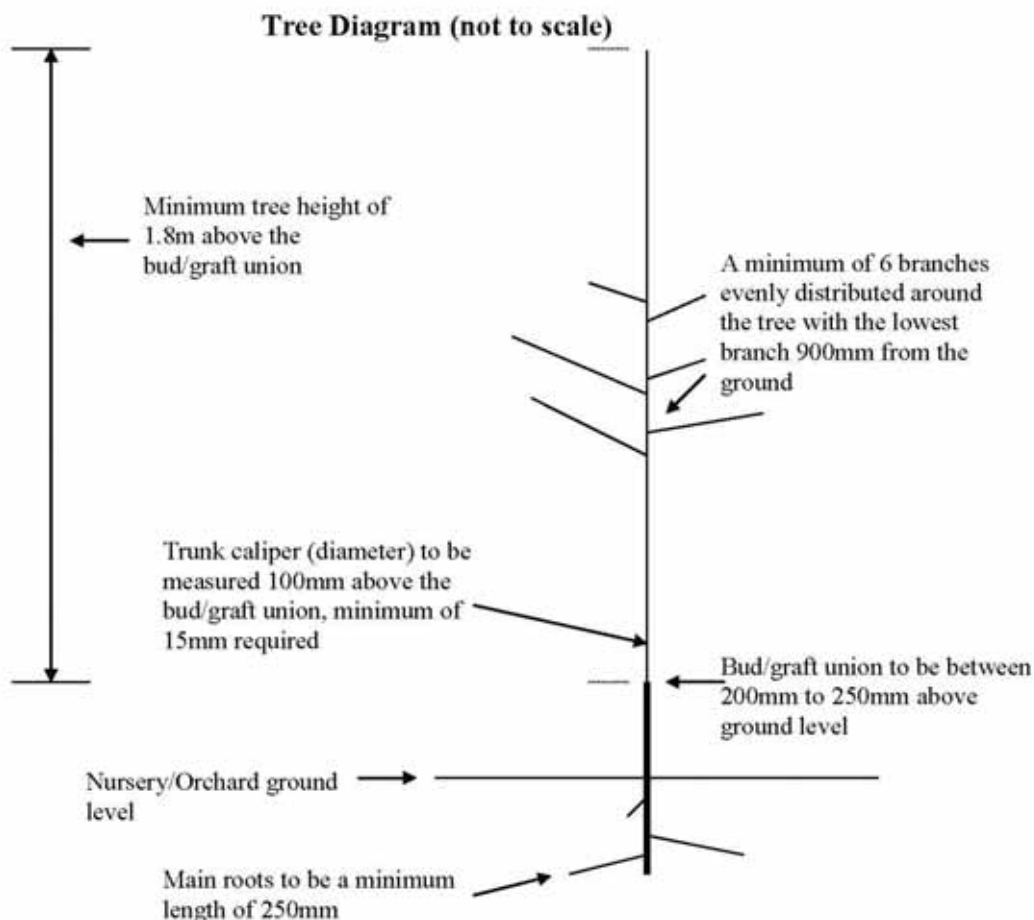 Tree Diagram (not to scale)
Minimum tree height of
1.8m above the
bud/graft union
A minimum of 6 branches
evenly distributed around
the tree with the lowest
branch 900mm from the
ground
Trunk caliper (diameter) to be
measured 100mm above the
bud/graft union, minimum of
15mm required
Bud/graft union to be between
200mm to 250mm above
ground level
Nursery/Orchard ground
level
Main roots to be a minimum
length of 250mm